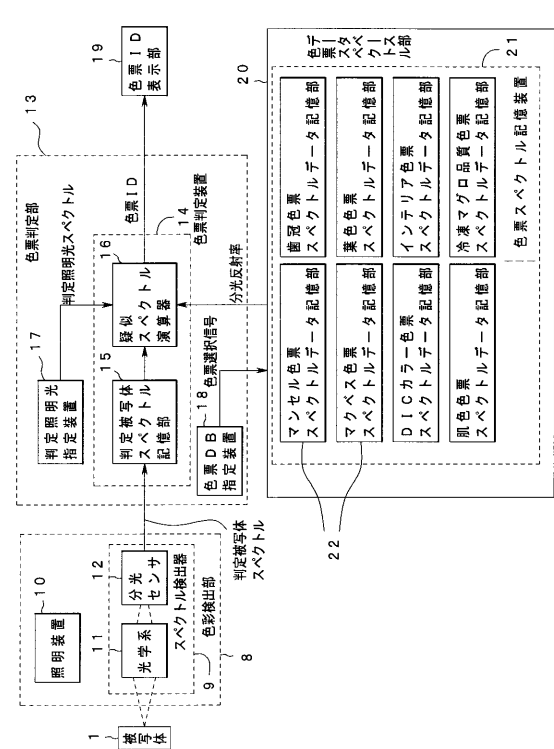 1
被写体
8
色彩検出部
9
スペクトル検出器
10
照明装置
11
光学系
12
分光
センサ
判定被写体
スペクトル
13
色票判定部
17
判定照明光
指定装置
判定照明光スペクトル
14
色票判定装置
15
判定被写体
スペクトル
記憶部
16
疑似
スペクトル
演算器
色票ID
19
色票ID
表示部
18
色票DB
指定装置
色票選択信号
分光反射率
20
色票スペクトル
データベース部
21
色票スペクトル記憶装置
22
マンセル色票
スペクトルデータ記憶部
マクベス色票
スペクトルデータ記憶部
DICカラー色票
スペクトルデータ記憶部
肌色色票
スペクトルデータ記憶部
歯冠色票
スペクトルデータ記憶部
葉色色票
スペクトルデータ記憶部
インテリア色票
スペクトルデータ記憶部
冷凍マグロ品質色票
スペクトルデータ記憶部